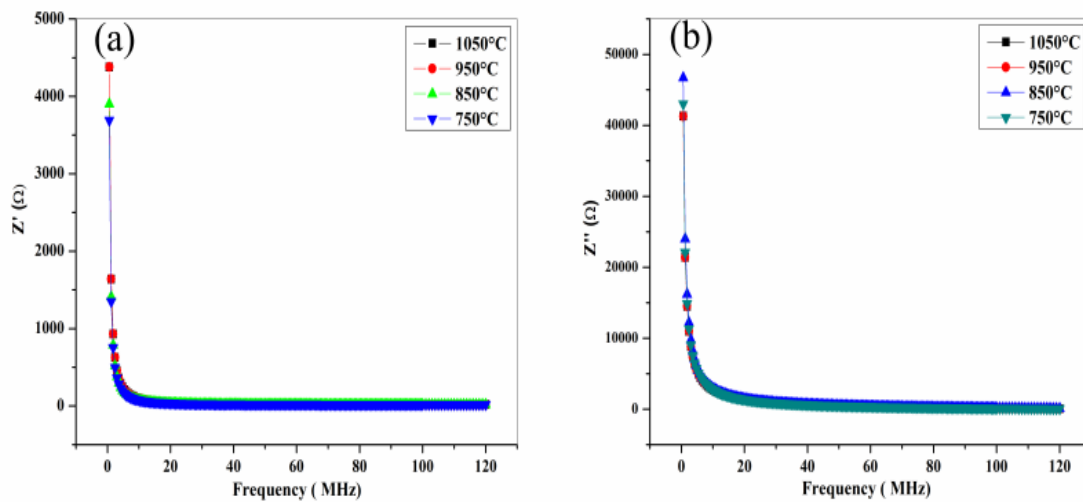 (a)
1050°C
950°C
850°C
750°C
5000
4000
3000
2000
1000
0
Z' (Ω)
0 20 40 60 80 100 120
Frequency ( MHz)
(b)
1050°C
950°C
850°C
750°C
50000
40000
30000
20000
10000
0
Z'' (Ω)
0 20 40 60 80 100 120
Frequency ( MHz)